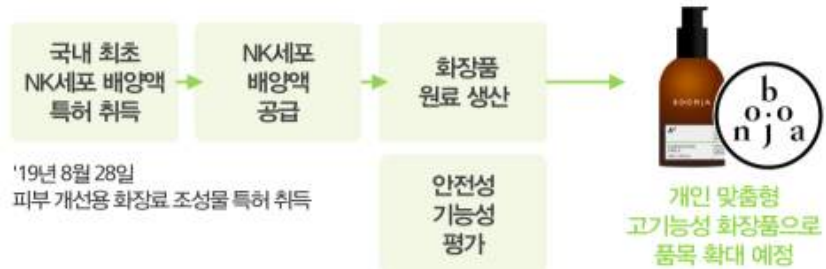 국내 최초
NK세포 배양액
특허 취득
NK세포
배양액
공급
화장품
원료 생산
BOONJA
b
o.o
n j a
'19년 8월 28일
피부 개선용 화장료 조성물 특허 취득
안전성
기능성
평가
개인 맞춤형
고기능성 화장품으로
품목 확대 예정